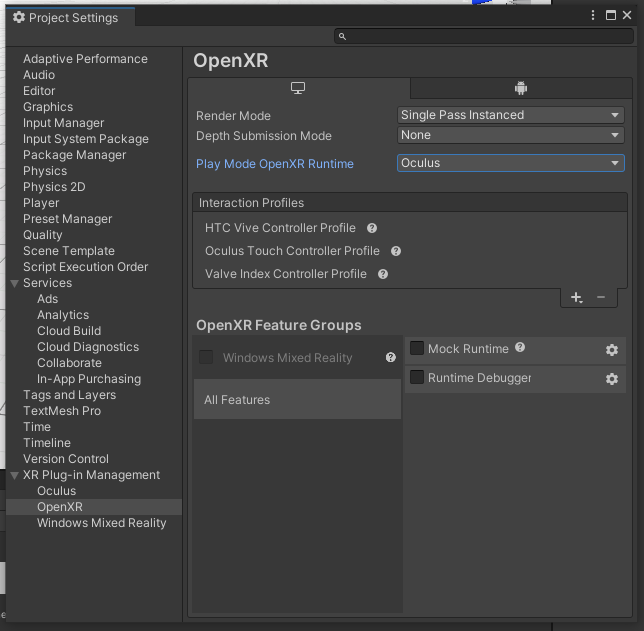 Project Settings
Adaptive Performance
Audio
Editor
Graphics
Input Manager
Input System Package
Package Manager
Physics
Physics 2D
Player
Preset Manager
Quality
Scene Template
Script Execution Order
Services
Ads
Analytics
Cloud Build
Cloud Diagnostics
Collaborate
In-App Purchasing
Tags and Layers
TextMesh Pro
Time
Timeline
Version Control
XR Plug-in Management
Oculus
OpenXR
Windows Mixed Reality
OpenXR
Render Mode Single Pass Instanced
Depth Submission Mode None
Play Mode OpenXR Runtime Oculus
Interaction Profiles
HTC Vive Controller Profile
Oculus Touch Controller Profile
Valve Index Controller Profile
OpenXR Feature Groups
Windows Mixed Reality
All Features
Mock Runtime
Runtime Debugger